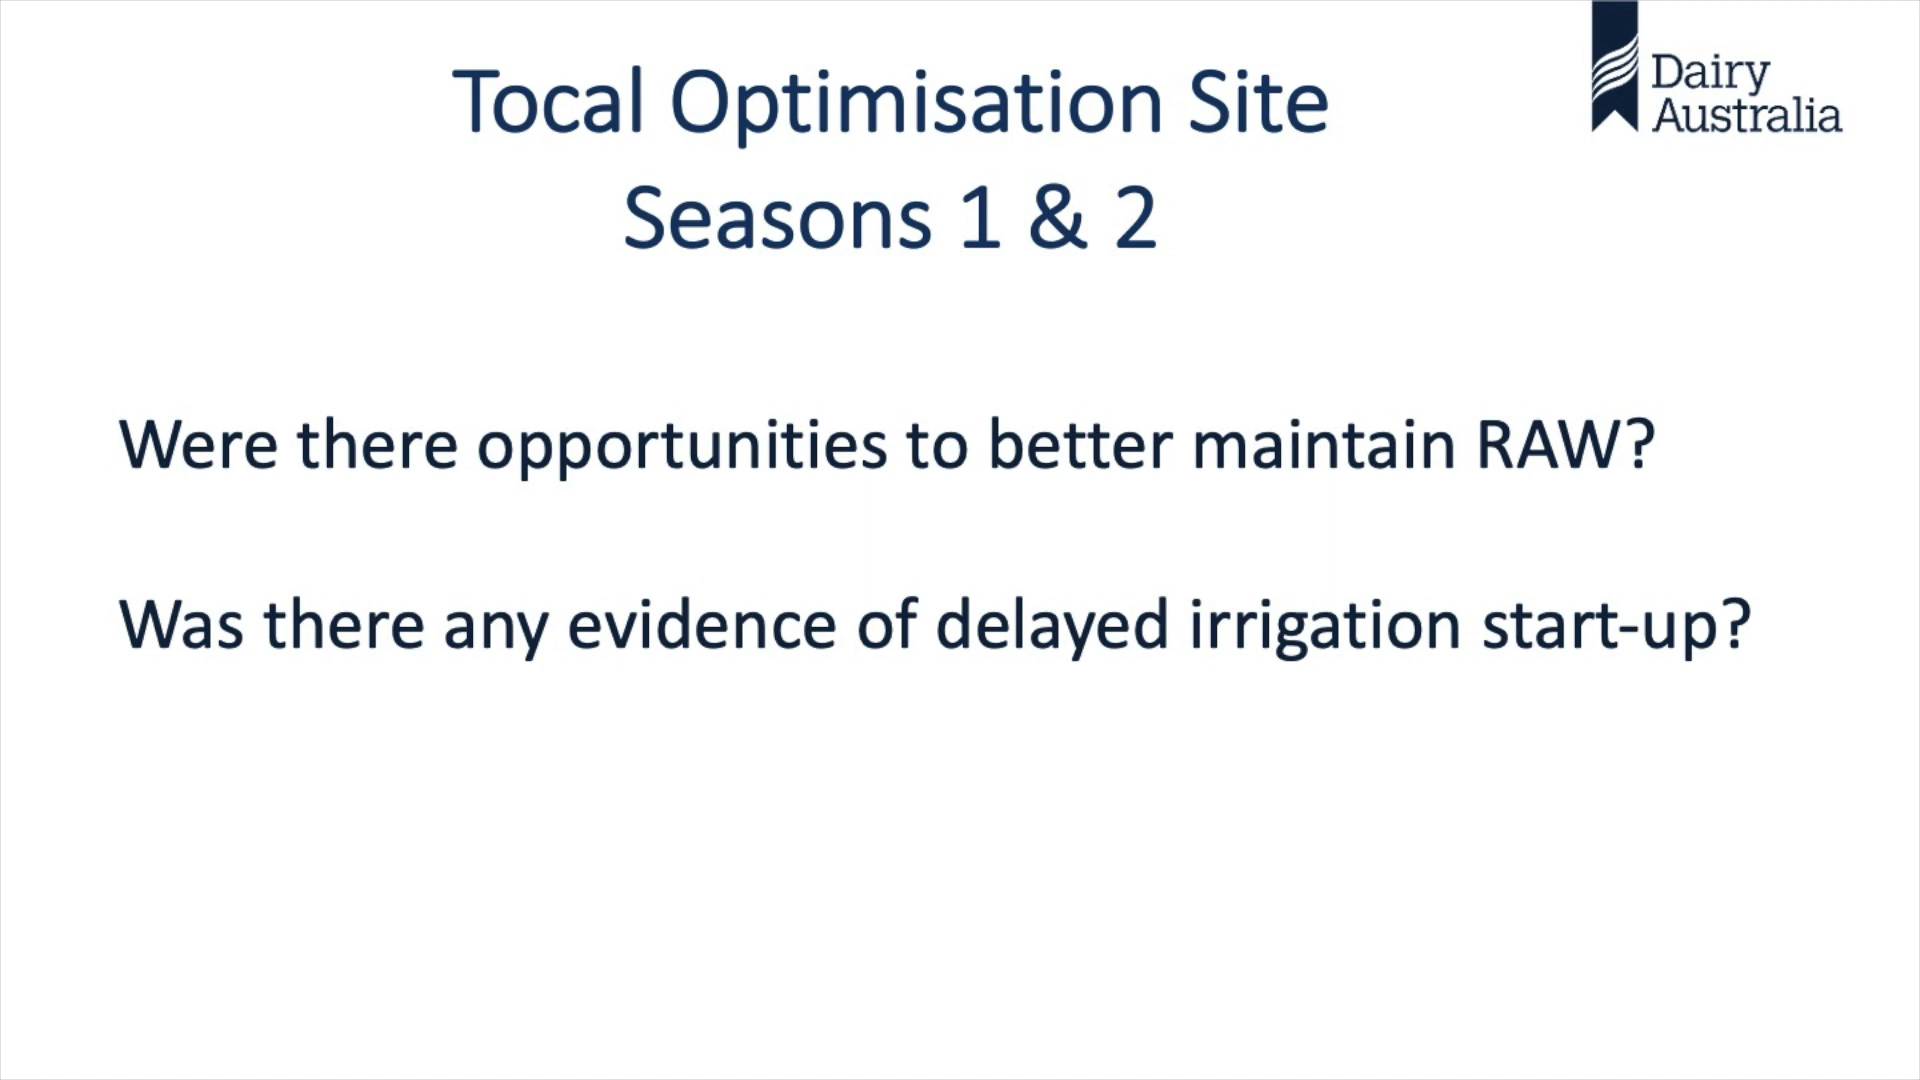 Tocal Optimisation Site
Seasons 1 & 2
Dairy
Australia
Were there opportunities to better maintain RAW?
Was there any evidence of delayed irrigation start-up?